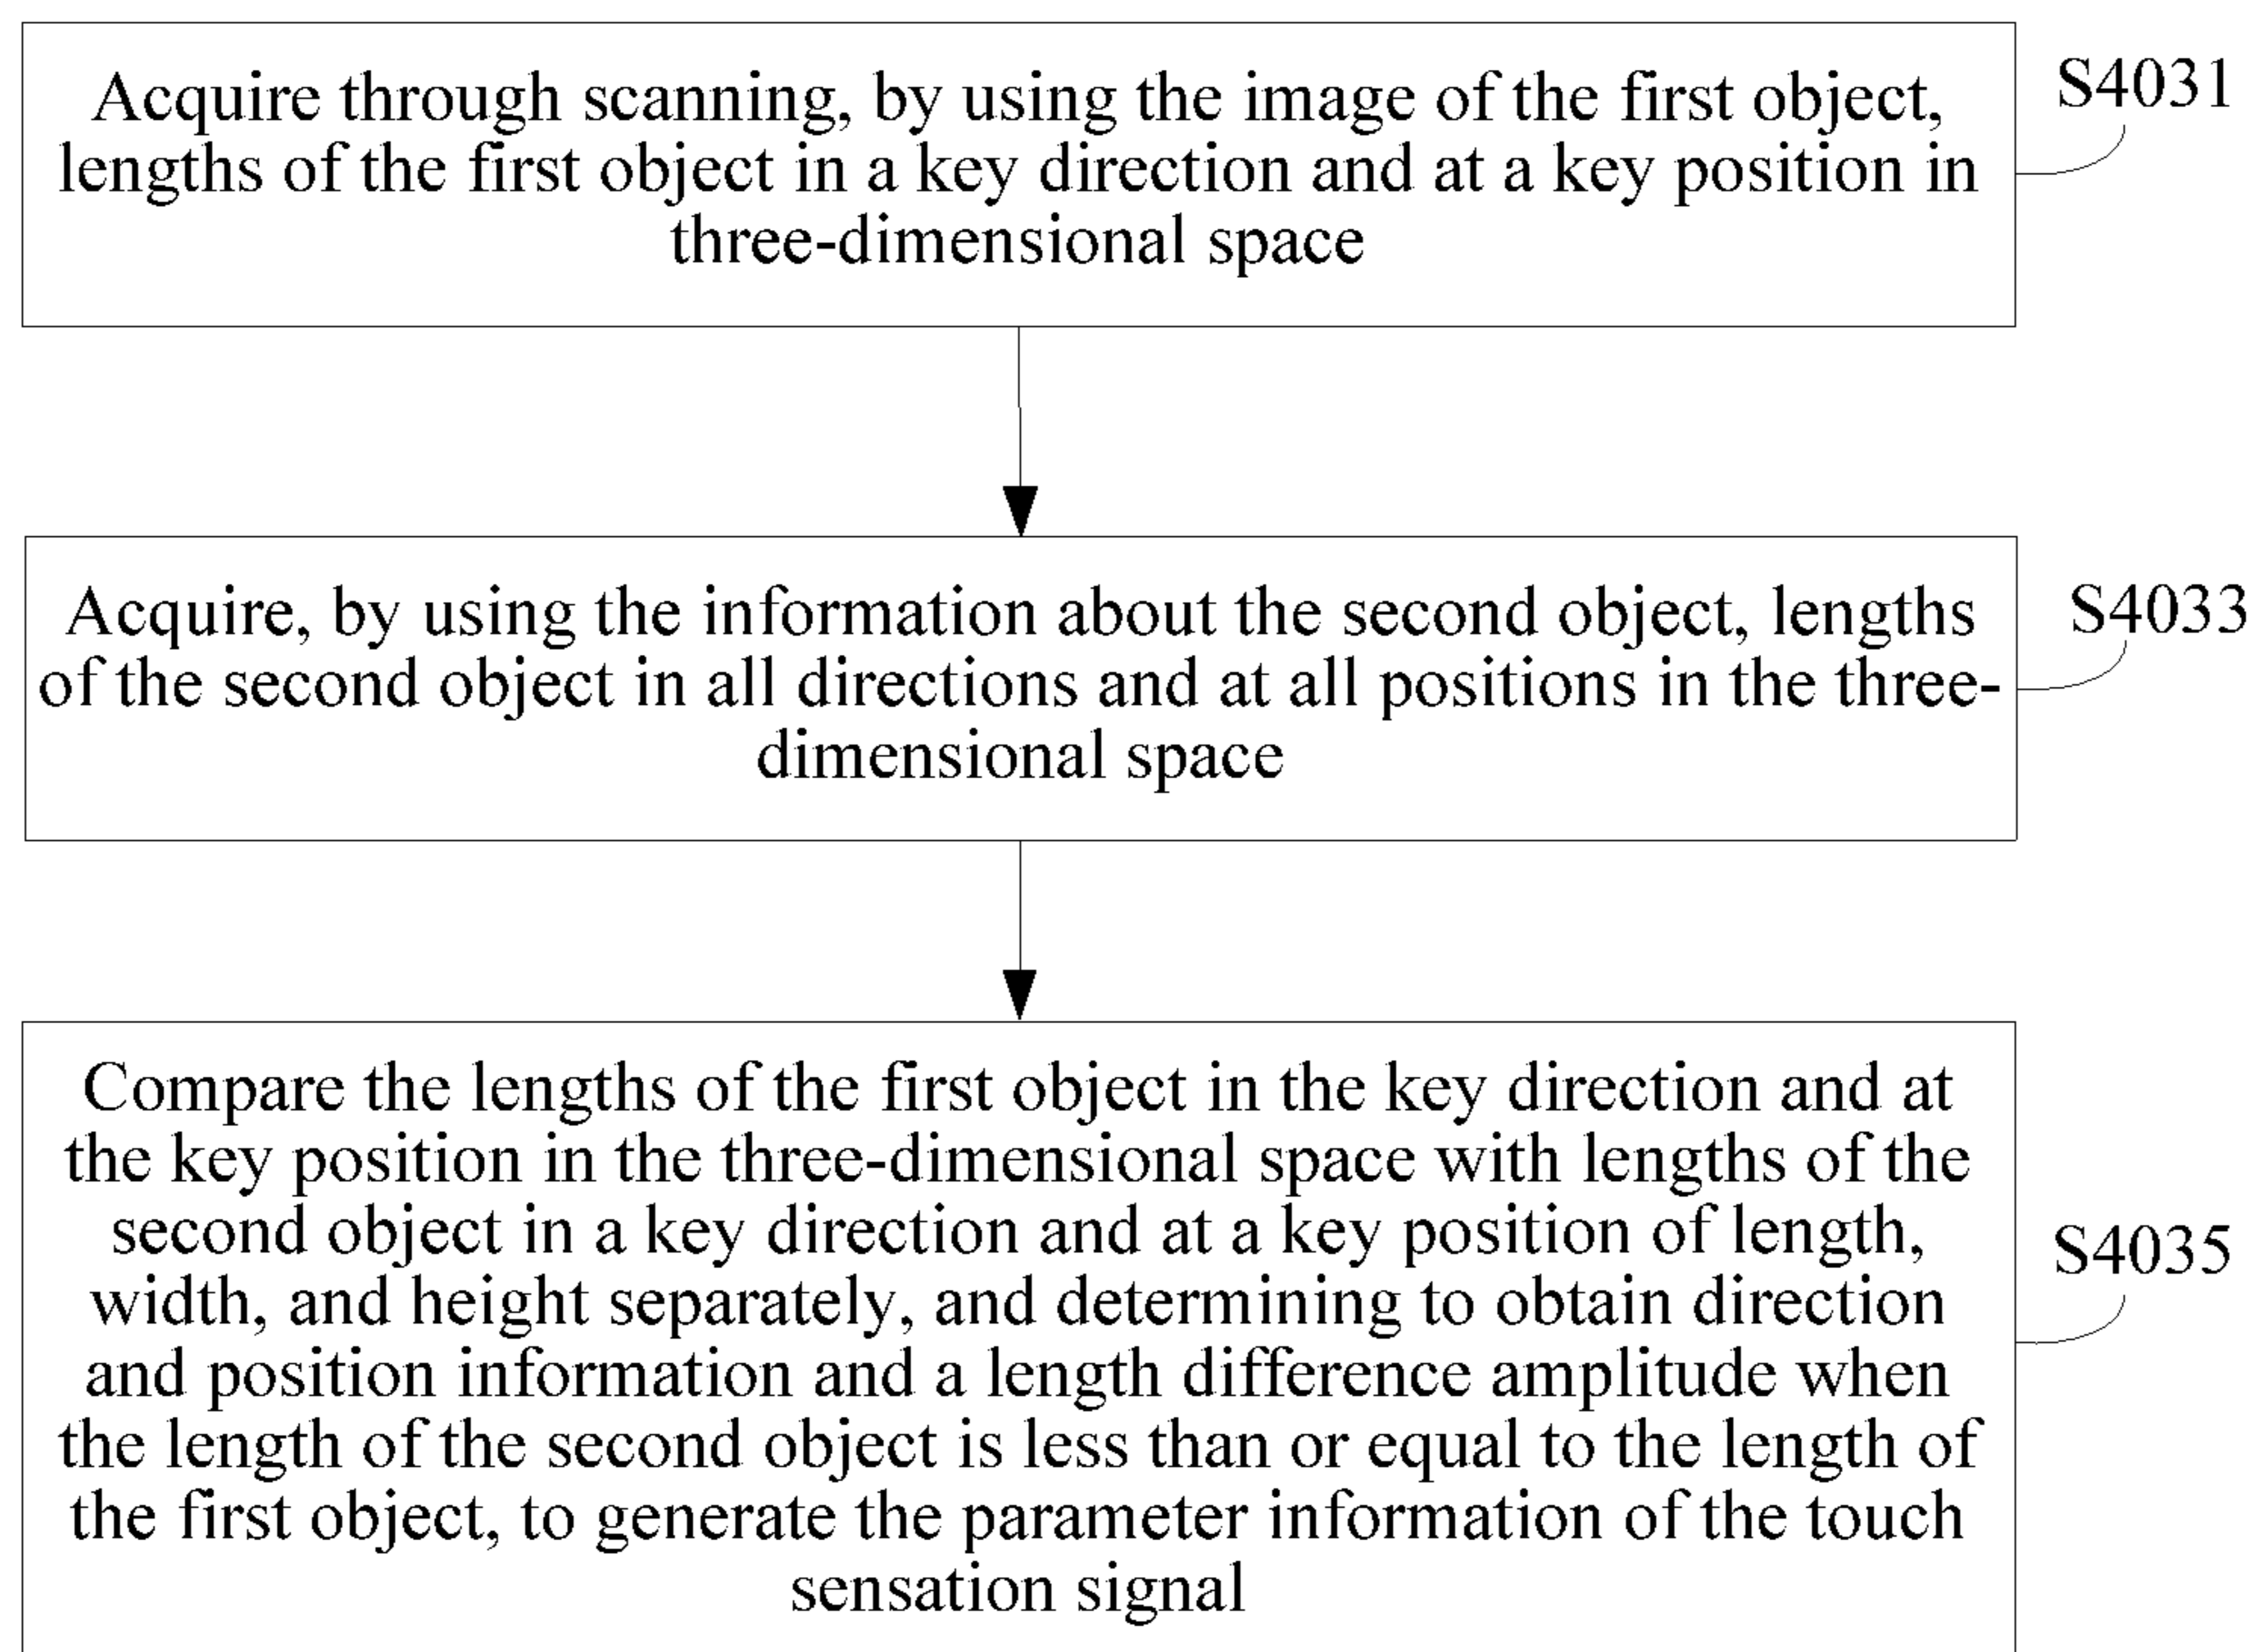 Acquire through scanning, by using the image of the first object,
lengths of the first object in a key direction and at a key position in
three-dimensional space
S4031
Acquire, by using the information about the second object, lengths
of the second object in all directions and at all positions in the three-
dimensional space
S4033
Compare the lengths of the first object in the key direction and at
the key position in the three-dimensional space with lengths of the
second object in a key direction and at a key position of length,
width, and height separately, and determining to obtain direction
and position information and a length difference amplitude when
the length of the second object is less than or equal to the length of
the first object, to generate the parameter information of the touch
sensation signal
S4035